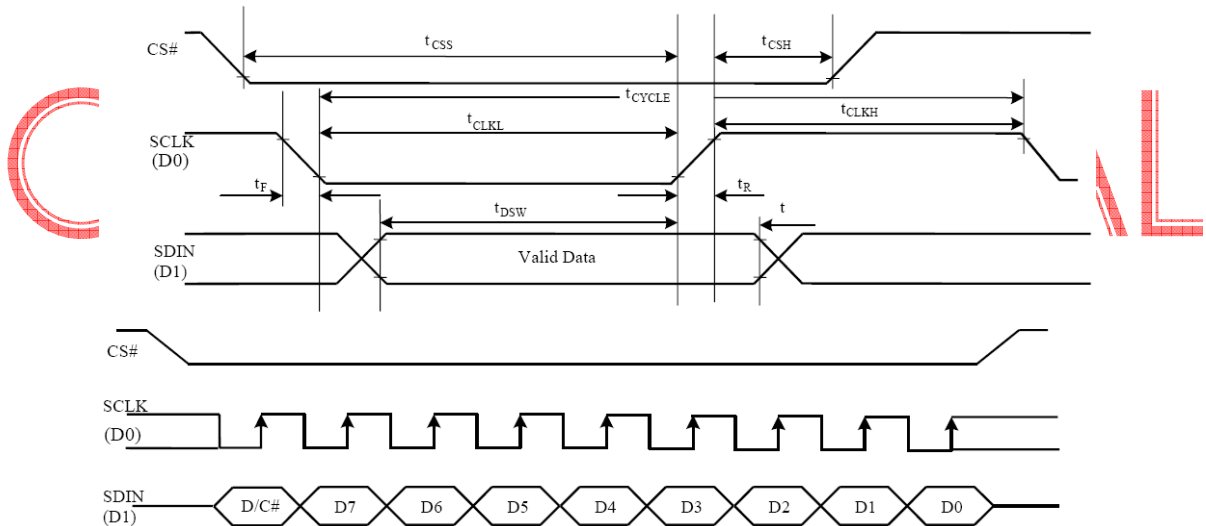 CS#
tCSS
tCSH
tCYCLE
tCLKL
tCLKH
SCLK
(D0)
tF
tR
tDSW
t
SDIN
(D1)
Valid Data
CS#
SCLK
(D0)
SDIN
(D1)
D/C# D7 D6 D5 D4 D3 D2 D1 D0